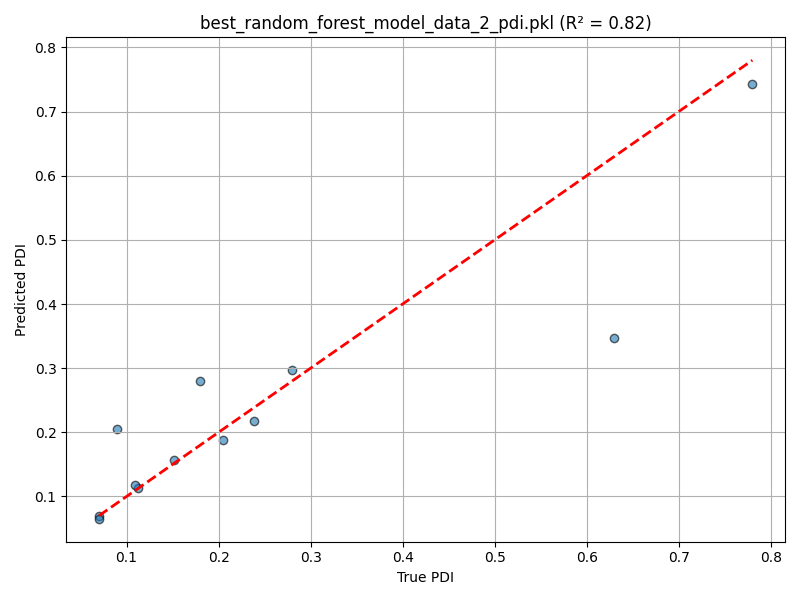 best_random_forest_model_data_2_pdi.pkl (R² = 0.82)
0.8
0.7
0.6
0.5
0.4
0.3
0.2
0.1
Predicted PDI
0.1 0.2 0.3 0.4 0.5 0.6 0.7 0.8
True PDI